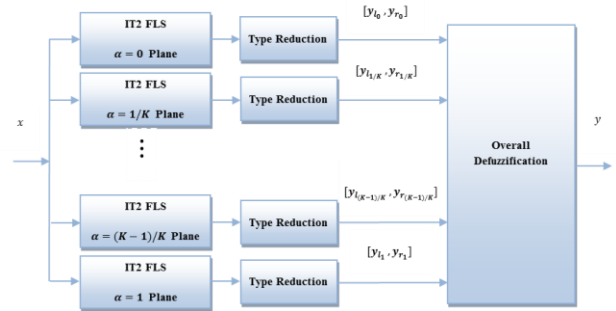 IT2 FLS
α = 0 Plane
Type Reduction
[y_{l_0}, y_{r_0}]
IT2 FLS
α = 1/K Plane
Type Reduction
[y_{l_{1/K}}, y_{r_{1/K}}]
x
⋮
Overall
Defuzzification
y
IT2 FLS
α = (K − 1)/K Plane
Type Reduction
[y_{l_{(K−1)/K}}, y_{r_{(K−1)/K}}]
IT2 FLS
α = 1 Plane
Type Reduction
[y_{l_1}, y_{r_1}]